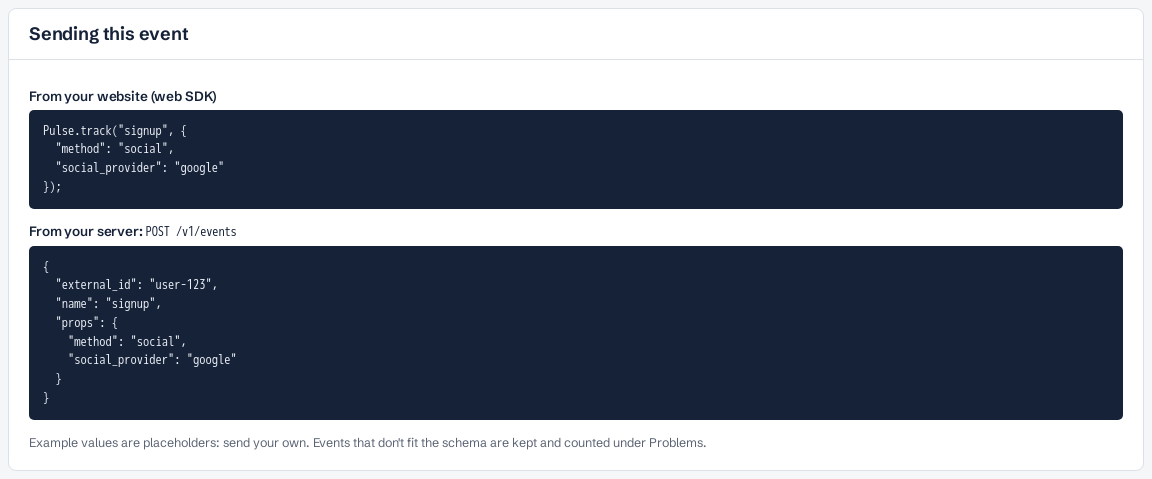 Sending this event
From your website (web SDK)
Pulse.track("signup", {
  "method": "social",
  "social_provider": "google"
});
From your server: POST /v1/events
{
  "external_id": "user-123",
  "name": "signup",
  "props": {
    "method": "social",
    "social_provider": "google"
  }
}
Example values are placeholders: send your own. Events that don't fit the schema are kept and counted under Problems.